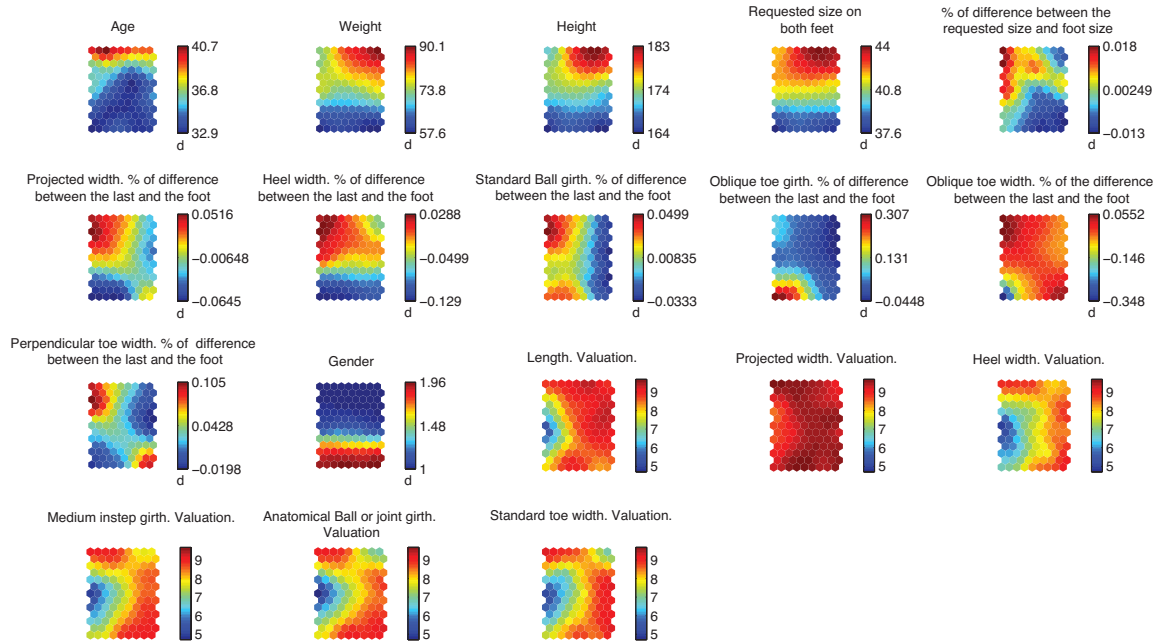 Age
40.7
36.8
32.9
d
Weight
90.1
73.8
57.6
d
Height
183
174
164
d
Requested size on
both feet
44
40.8
37.6
d
% of difference between the
requested size and foot size
0.018
0.00249
−0.013
d
Projected width. % of difference
between the last and the foot
0.0516
−0.00648
−0.0645
d
Heel width. % of difference
between the last and the foot
0.0288
−0.0499
−0.129
d
Standard Ball girth. % of difference
between the last and the foot
0.0499
0.00835
−0.0333
d
Oblique toe girth. % of difference
between the last and the foot
0.307
0.131
−0.0448
d
Oblique toe width. % of the difference
between the last and the foot
0.0552
−0.146
−0.348
d
Perpendicular toe width. % of difference
between the last and the foot
0.105
0.0428
−0.0198
d
Gender
1.96
1.48
1
d
Length. Valuation.
9
8
7
6
5
Projected width. Valuation.
9
8
7
6
5
Heel width. Valuation.
9
8
7
6
5
Medium instep girth. Valuation.
9
8
7
6
5
Anatomical Ball or joint girth.
Valuation
9
8
7
6
5
Standard toe width. Valuation.
9
8
7
6
5